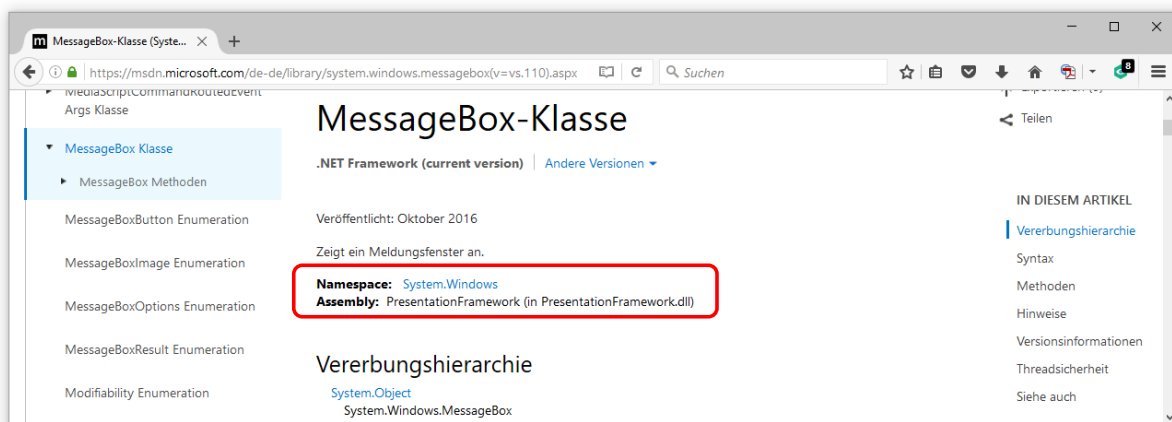 m MessageBox-Klasse (Syste...
https://msdn.microsoft.com/de-de/library/system.windows.messagebox(v=vs.110).aspx
Suchen
8
MediaScriptCommandRoutedEvent
Args Klasse
MessageBox Klasse
MessageBox Methoden
MessageBoxButton Enumeration
MessageBoxImage Enumeration
MessageBoxOptions Enumeration
MessageBoxResult Enumeration
Modifiability Enumeration
MessageBox-Klasse
.NET Framework (current version) Andere Versionen
Veröffentlicht: Oktober 2016
Zeigt ein Meldungsfenster an.
Namespace: System.Windows
Assembly: PresentationFramework (in PresentationFramework.dll)
Vererbungshierarchie
System.Object
System.Windows.MessageBox
Teilen
IN DIESEM ARTIKEL
Vererbungshierarchie
Syntax
Methoden
Hinweise
Versionsinformationen
Threadsicherheit
Siehe auch